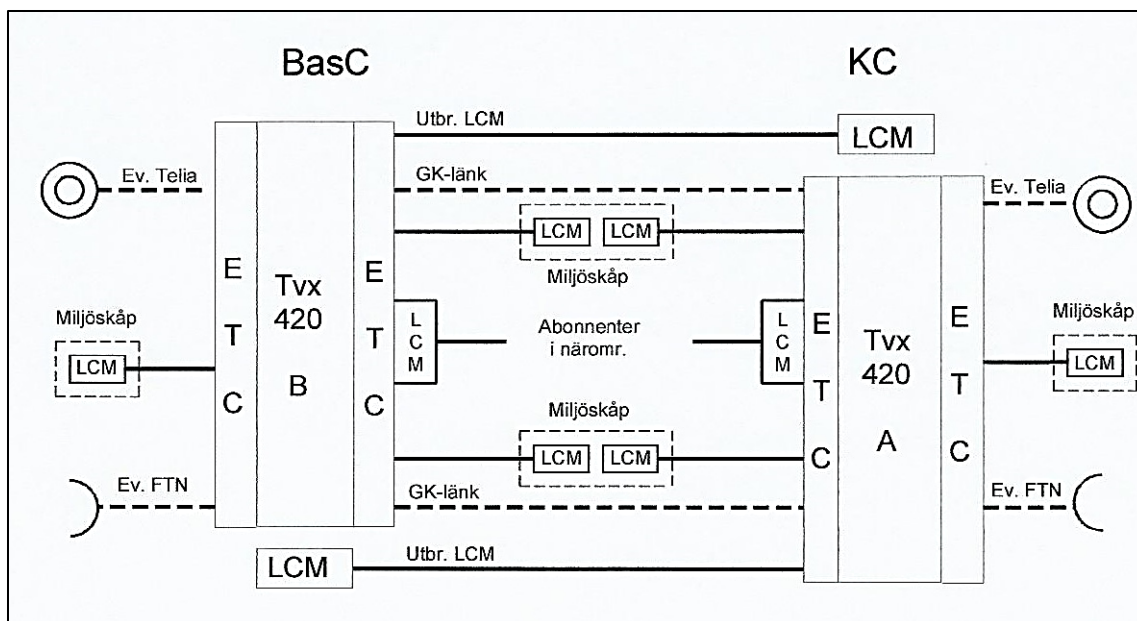 BasC
KC
Utbr. LCM
LCM
Ev. Telia
GK-länk
Ev. Telia
LCM
LCM
Miljöskåp
E
T
C
Tvx
420
B
E
T
C
L
C
M
Abonnenter
i närområ.
L
C
M
E
T
C
Tvx
420
A
E
T
C
Miljöskåp
LCM
Miljöskåp
LCM
Miljöskåp
LCM
LCM
Ev. FTN
GK-länk
Ev. FTN
LCM
Utbr. LCM